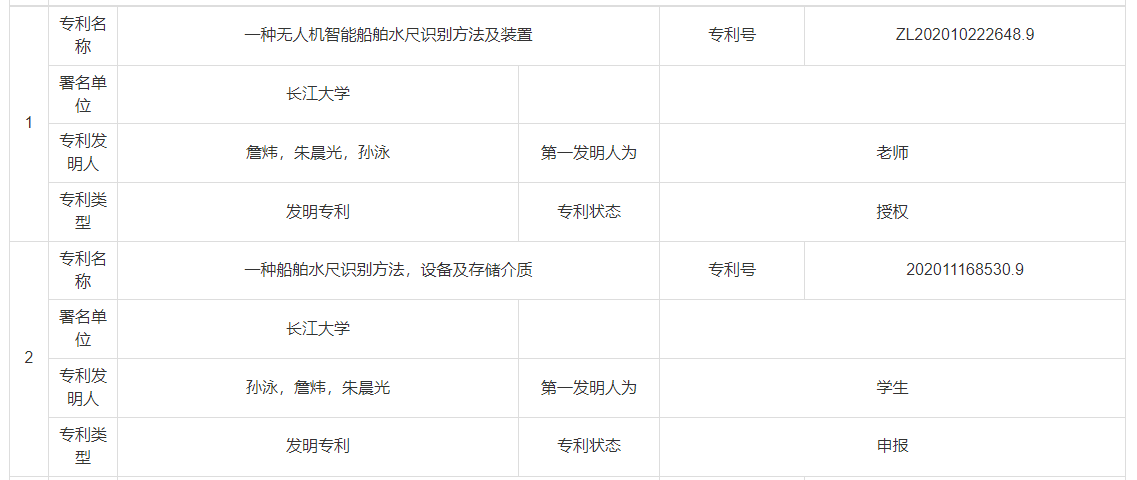 专利名
称
一种无人机智能船舶水尺识别方法及装置
专利号
ZL202010222648.9
1
署名单
位
长江大学
专利发
明人
詹炜，朱晨光，孙泳
第一发明人为
老师
专利类
型
发明专利
专利状态
授权
专利名
称
一种船舶水尺识别方法，设备及存储介质
专利号
202011168530.9
2
署名单
位
长江大学
专利发
明人
孙泳，詹炜，朱晨光
第一发明人为
学生
专利类
型
发明专利
专利状态
申报